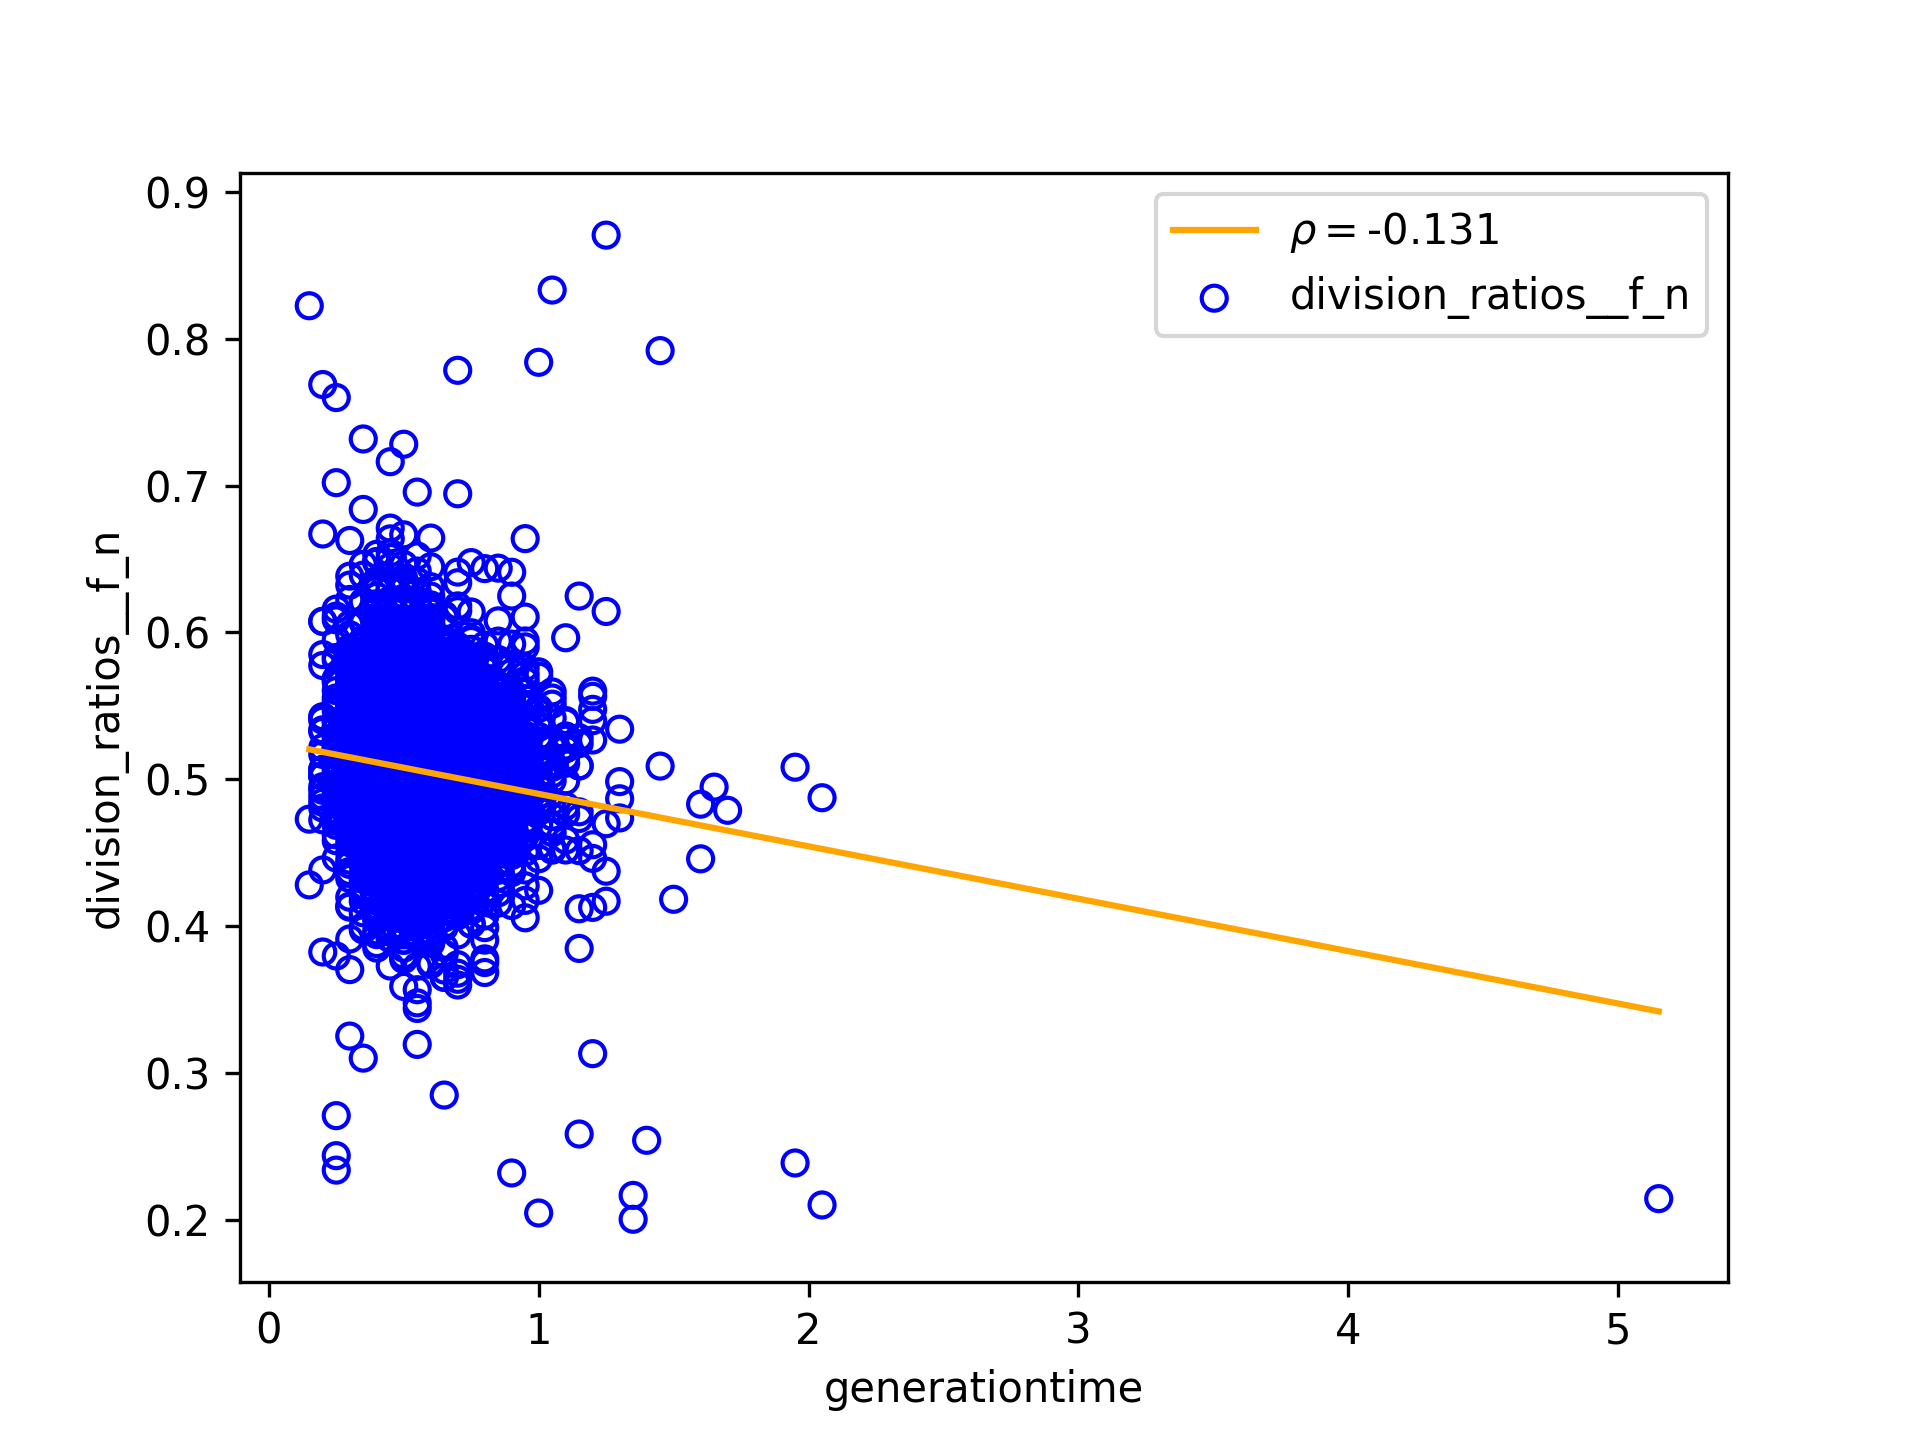 0.9
0.8
0.7
0.6
0.5
0.4
0.3
0.2
division_ratios__f_n
ρ = -0.131
division_ratios__f_n
0 1 2 3 4 5
generationtime